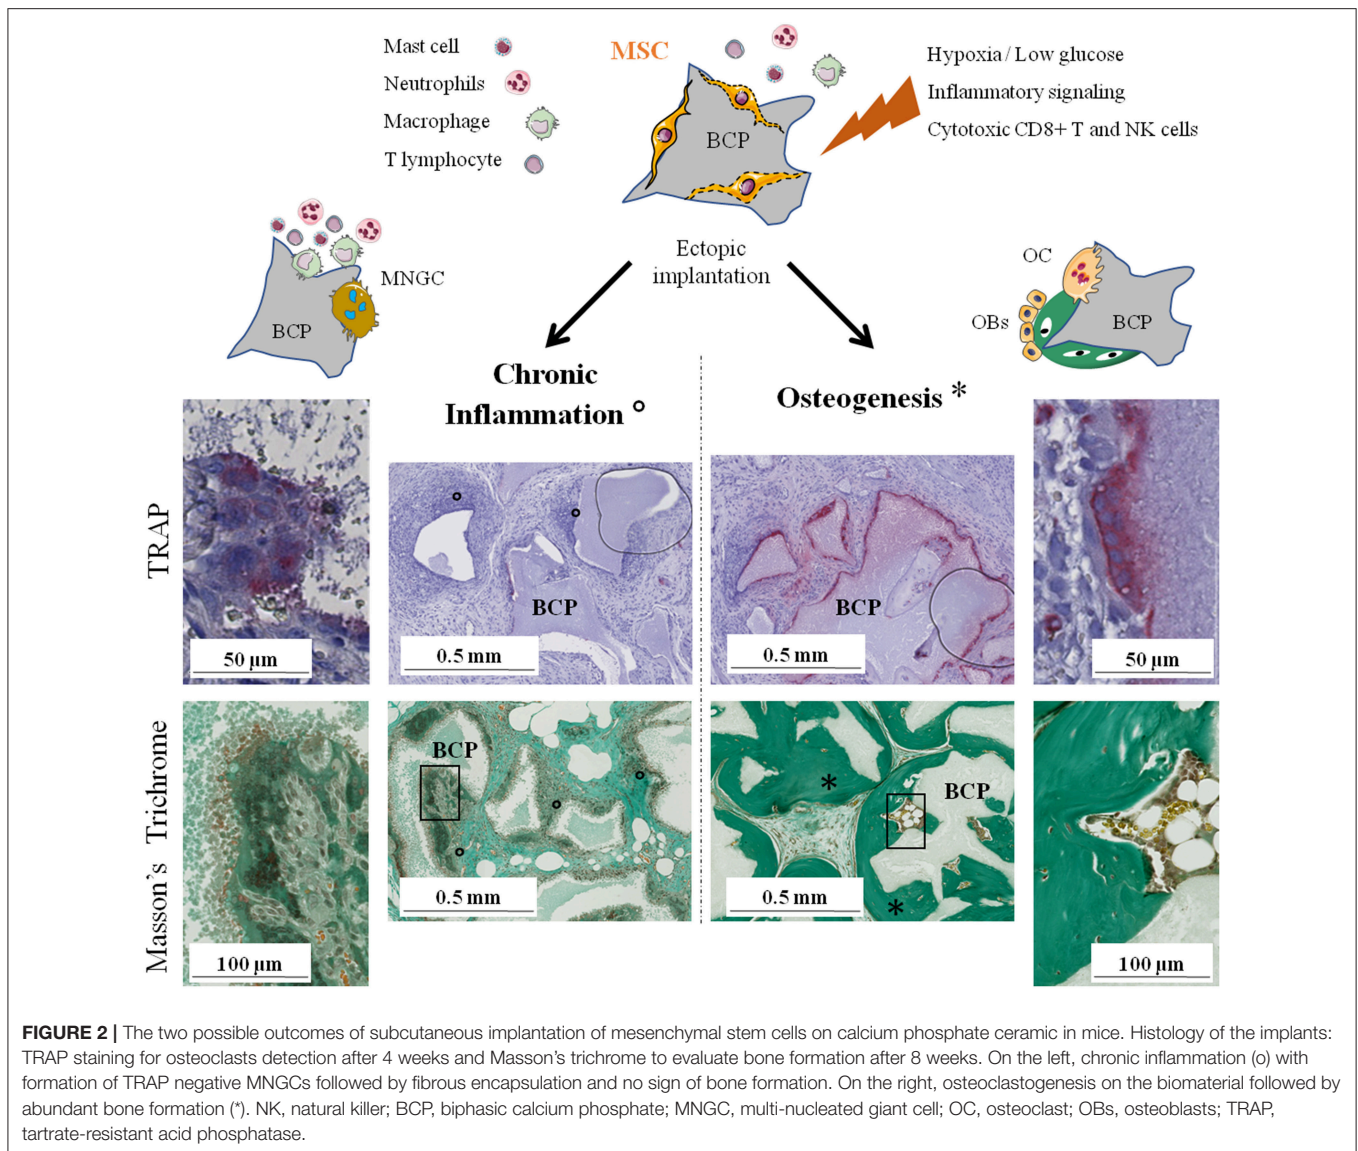 Mast cell
Neutrophils
Macrophage
T lymphocyte
MSC
BCP
Hypoxia / Low glucose
Inflammatory signaling
Cytotoxic CD8+ T and NK cells
MNGC
BCP
Ectopic
implantation
OC
OBs
BCP
Chronic
Inflammation °
Osteogenesis *
TRAP
50 µm
BCP
0.5 mm
BCP
0.5 mm
50 µm
Masson's Trichrome
100 µm
BCP
0.5 mm
*
BCP
*
0.5 mm
100 µm
FIGURE 2 | The two possible outcomes of subcutaneous implantation of mesenchymal stem cells on calcium phosphate ceramic in mice. Histology of the implants:
TRAP staining for osteoclasts detection after 4 weeks and Masson's trichrome to evaluate bone formation after 8 weeks. On the left, chronic inflammation (o) with
formation of TRAP negative MNGCs followed by fibrous encapsulation and no sign of bone formation. On the right, osteoclastogenesis on the biomaterial followed by
abundant bone formation (*). NK, natural killer; BCP, biphasic calcium phosphate; MNGC, multi-nucleated giant cell; OC, osteoclast; OBs, osteoblasts; TRAP,
tartrate-resistant acid phosphatase.